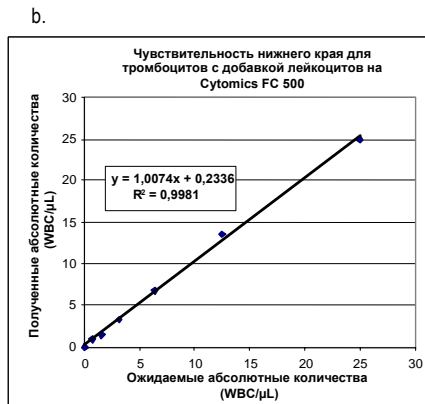 b.
Чувствительность нижнего края для
тромбоцитов с добавкой лейкоцитов на
Cytomics FC 500
Полученные абсолютные количества
(WBC/µL)
30
25
20
15
10
5
0
y = 1,0074x + 0,2336
R² = 0,9981
0 5 10 15 20 25 30
Ожидаемые абсолютные количества
(WBC/µL)